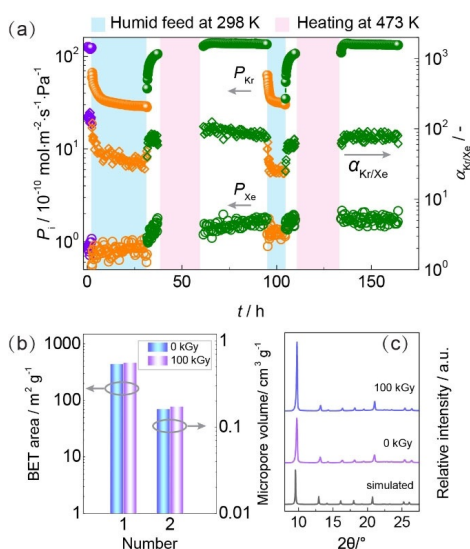 Humid feed at 298 K
Heating at 473 K
(a)
10²
10¹
10⁰
P_i / 10⁻¹⁰ mol·m⁻²·s⁻¹·Pa⁻¹
P_Kr
α_Kr/Xe
P_Xe
10³
10²
10¹
10⁰
α_Kr/Xe / -
0 50 100 150
t / h
(b)
0 kGy
100 kGy
1000
100
10
1
BET area / m² g⁻¹
1
0.1
0.01
Micropore volume/ cm³ g⁻¹
1 2
Number
(c)
100 kGy
0 kGy
simulated
Relative intensity / a.u.
10 15 20 25
2θ/°